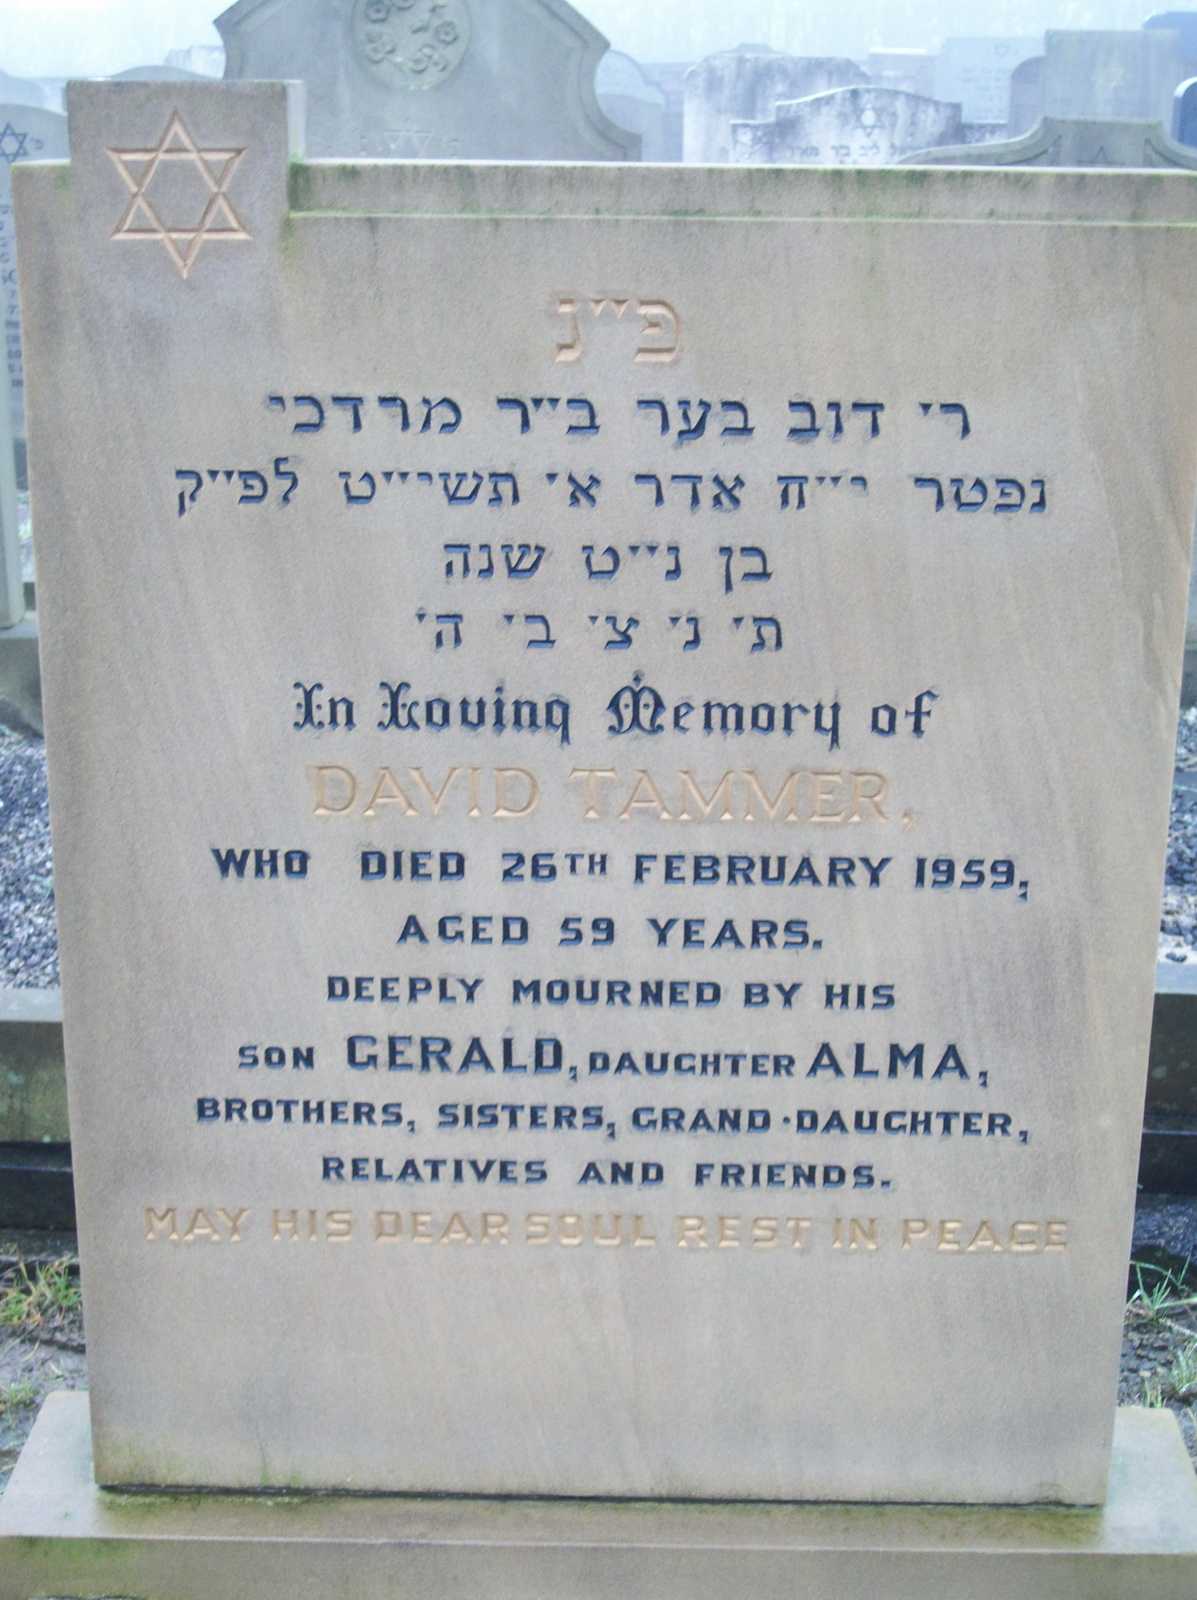 פ״נ
ר׳ דוב בער ב״ר מרדכי
נפטר י״ח אדר א׳ תשי״ט לפ״ק
בן נ״ט שנה
ת׳ נ׳ צ׳ ב׳ ה׳
In Loving Memory of
DAVID TAMMER,
WHO DIED 26TH FEBRUARY 1959,
AGED 59 YEARS.
DEEPLY MOURNED BY HIS
SON GERALD, DAUGHTER ALMA,
BROTHERS, SISTERS, GRAND-DAUGHTER,
RELATIVES AND FRIENDS.
MAY HIS DEAR SOUL REST IN PEACE